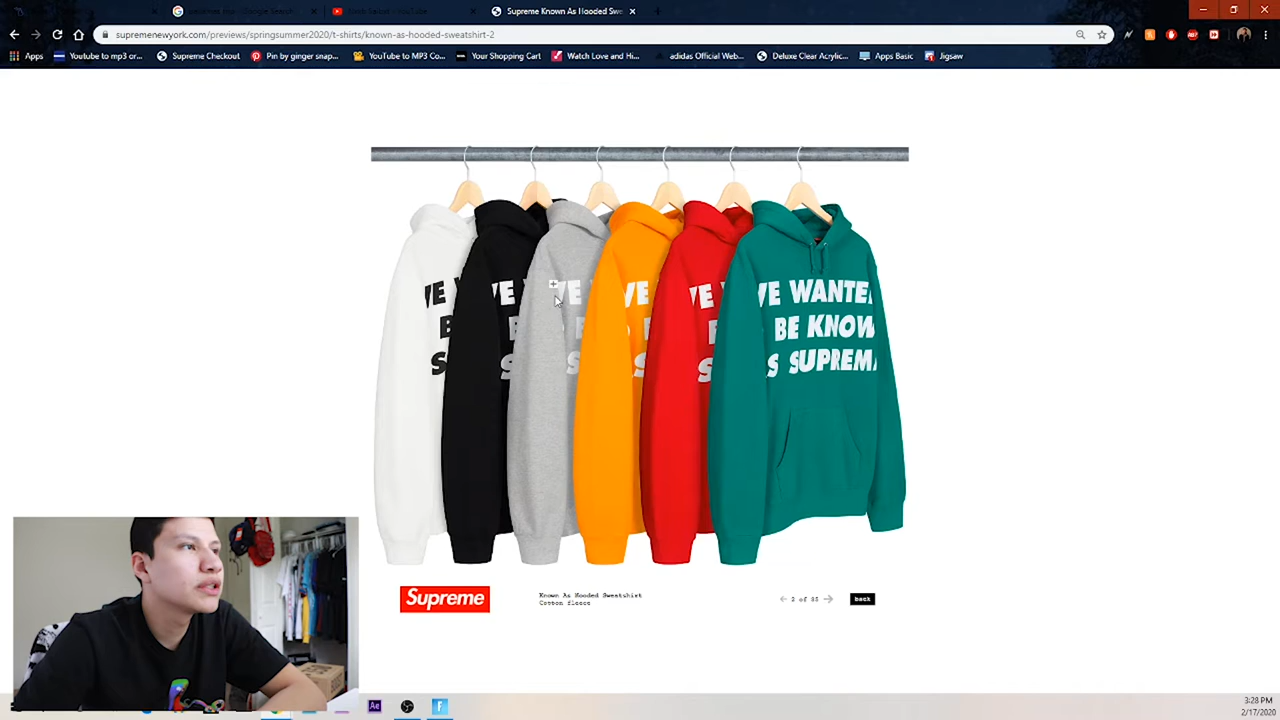 Supreme Known As Hooded Swe
supremenewyork.com/previews/springsummer2020/t-shirts/known-as-hooded-sweatshirt-2
Apps
Youtube to mp3 or...
Supreme Checkout
Pin by ginger snap...
YouTube to MP3 Co...
Your Shopping Cart
Watch Love and Hi...
adidas Official Web...
Deluxe Clear Acrylic...
Apps Basic
Jigsaw
VE WANTE
BE KNOW
S SUPREM
Supreme
Known As Hooded Sweatshirt
Cotton fleece
2 of
back
Ae
3:28 PM
2/17/2020